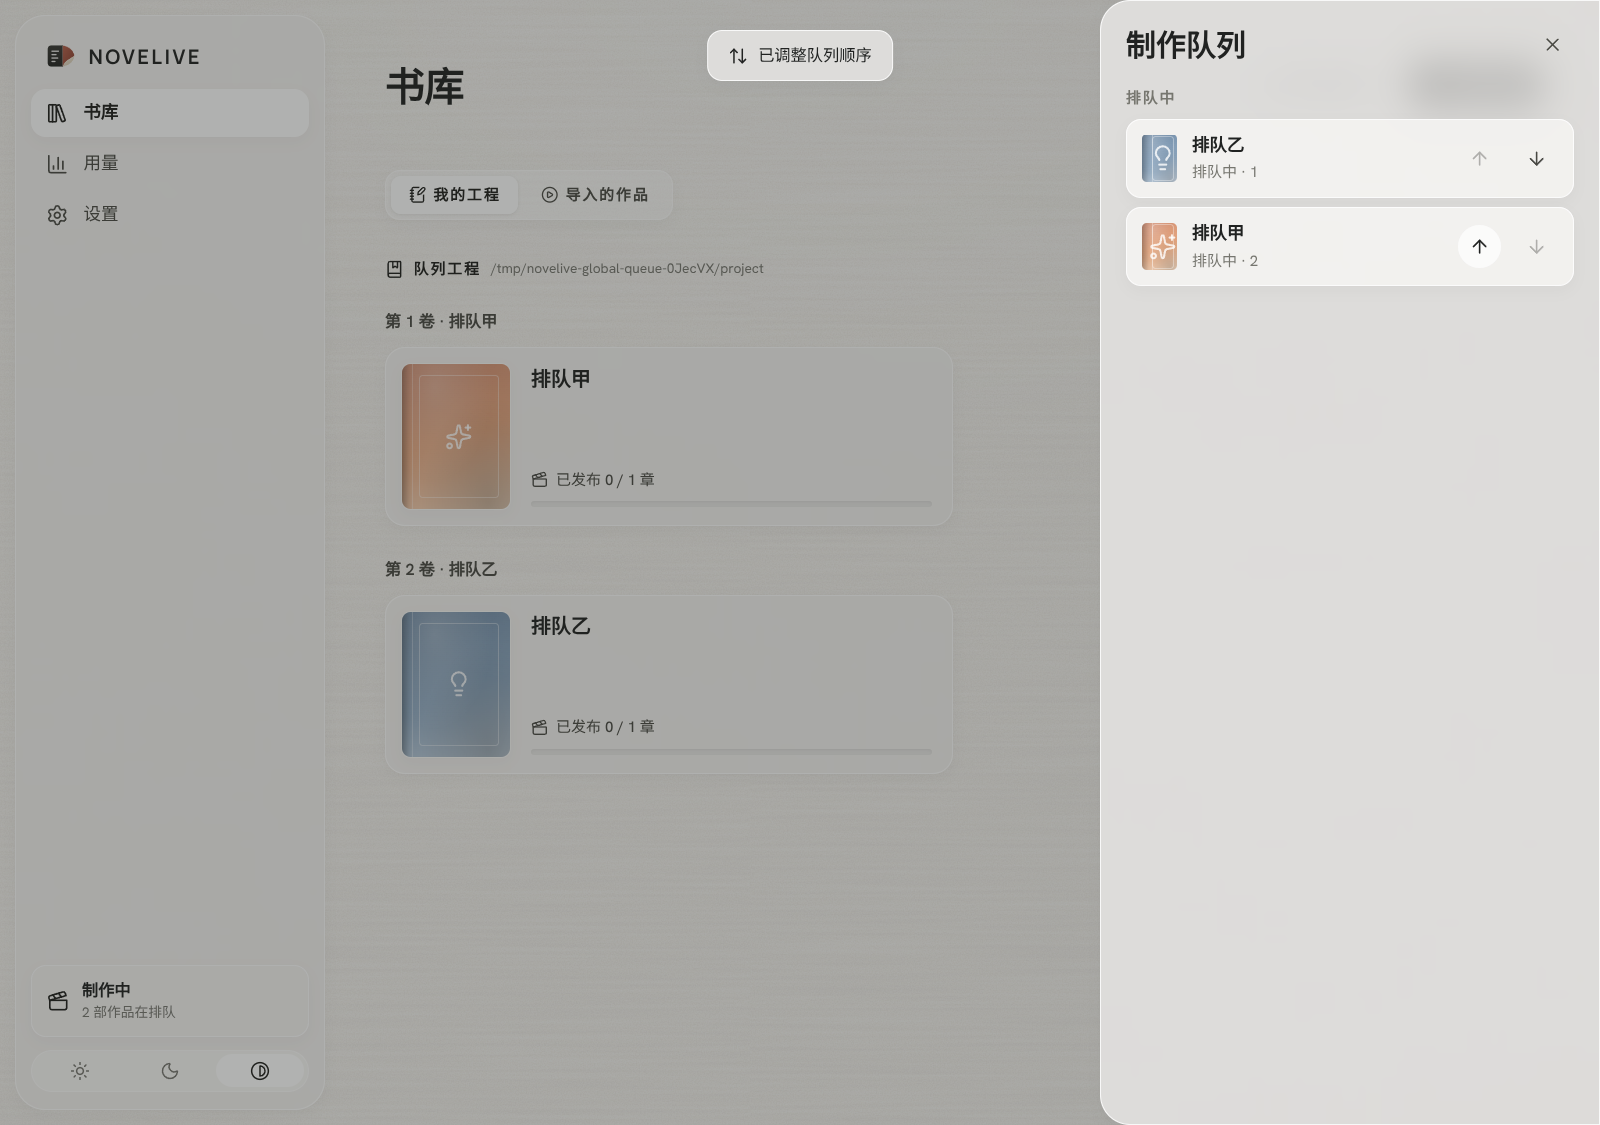 NOVELIVE
书库
用量
设置
制作中
2 部作品在排队
已调整队列顺序
书库
我的工程
导入的作品
队列工程 /tmp/novelive-global-queue-0JecVX/project
第 1 卷 · 排队甲
排队甲
已发布 0 / 1 章
第 2 卷 · 排队乙
排队乙
已发布 0 / 1 章
制作队列
排队中
排队乙
排队中 · 1
排队甲
排队中 · 2